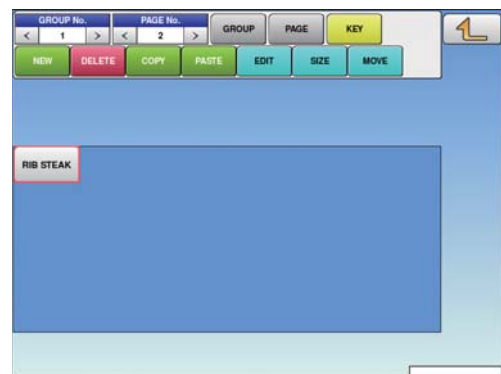 GROUP No. PAGE No.
< 1 > < 2 > GROUP PAGE KEY
NEW DELETE COPY PASTE EDIT SIZE MOVE
RIB STEAK